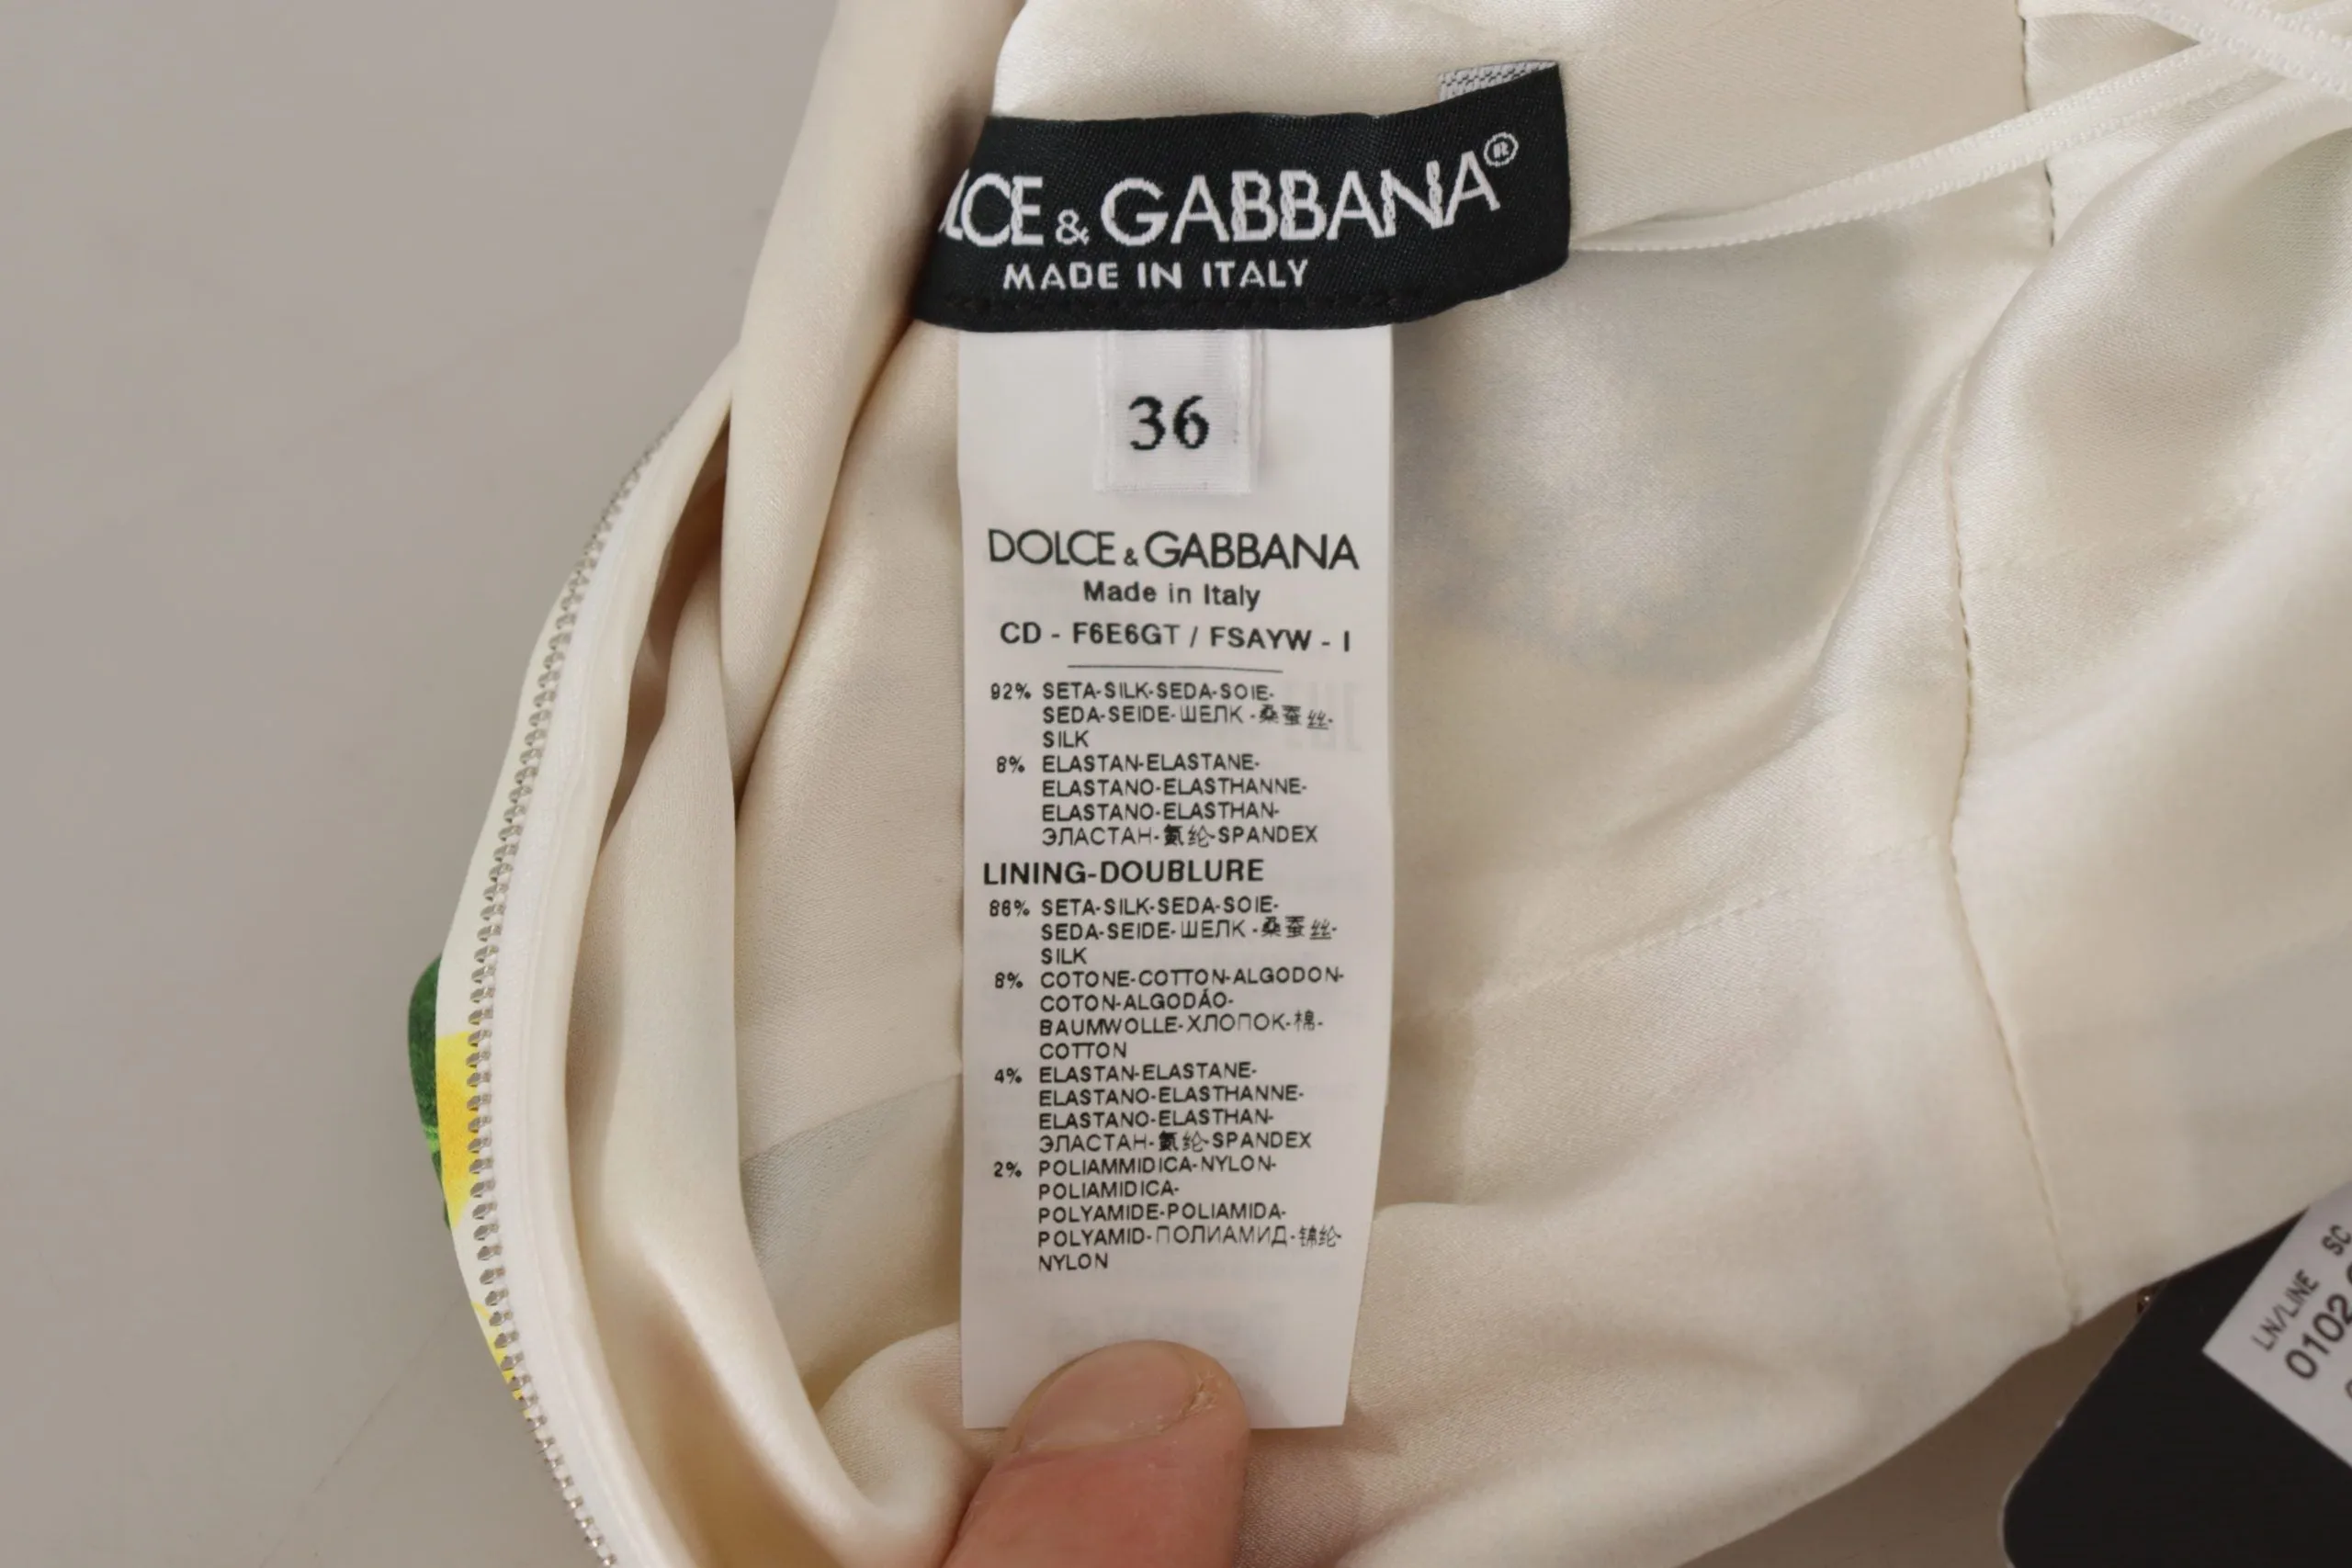 LCE & GABBANA®
MADE IN ITALY
36
DOLCE & GABBANA
Made in Italy
CD - F6E6GT / FSAYW - I
92% SETA-SILK-SEDA-SOIE-
SEDA-SEIDE-ШЕЛК-桑蚕丝-
SILK
8% ELASTAN-ELASTANE-
ELASTANO-ELASTHANNE-
ELASTANO-ELASTHAN-
ЭЛАСТАН-氨纶-SPANDEX
LINING-DOUBLURE
86% SETA-SILK-SEDA-SOIE-
SEDA-SEIDE-ШЕЛК-桑蚕丝-
SILK
8% COTONE-COTTON-ALGODON-
COTON-ALGODÃO-
BAUMWOLLE-ХЛОПОК-棉-
COTTON
4% ELASTAN-ELASTANE-
ELASTANO-ELASTHANNE-
ELASTANO-ELASTHAN-
ЭЛАСТАН-氨纶-SPANDEX
2% POLIAMMIDICA-NYLON-
POLIAMIDICA-
POLYAMIDE-POLIAMIDA-
POLYAMID-ПОЛИАМИД-锦纶-
NYLON
LN/LINE SC
0102